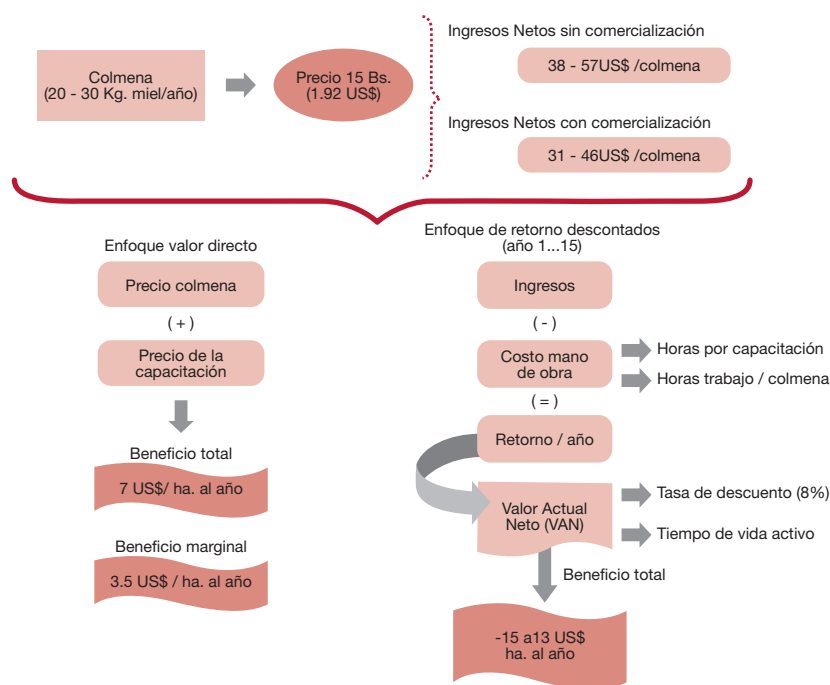 Ingresos Netos sin comercialización
Colmena
(20 - 30 Kg. miel/año)
Precio 15 Bs.
(1.92 US$)
38 - 57US$ /colmena
Ingresos Netos con comercialización
31 - 46US$ /colmena
Enfoque valor directo
Precio colmena
( + )
Precio de la
capacitación
Beneficio total
7 US$/ ha. al año
Beneficio marginal
3.5 US$ / ha. al año
Enfoque de retorno descontados
(año 1...15)
Ingresos
( - )
Costo mano
de obra
Horas por capacitación
Horas trabajo / colmena
( = )
Retorno / año
Valor Actual
Neto (VAN)
Tasa de descuento (8%)
Tiempo de vida activo
Beneficio total
-15 a13 US$
ha. al año